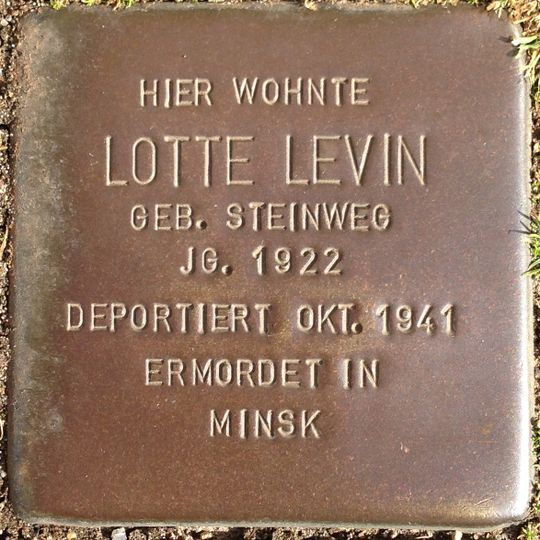 HIER WOHNTE
LOTTE LEVIN
GEB. STEINWEG
JG. 1922
DEPORTIERT OKT. 1941
ERMORDET IN
MINSK